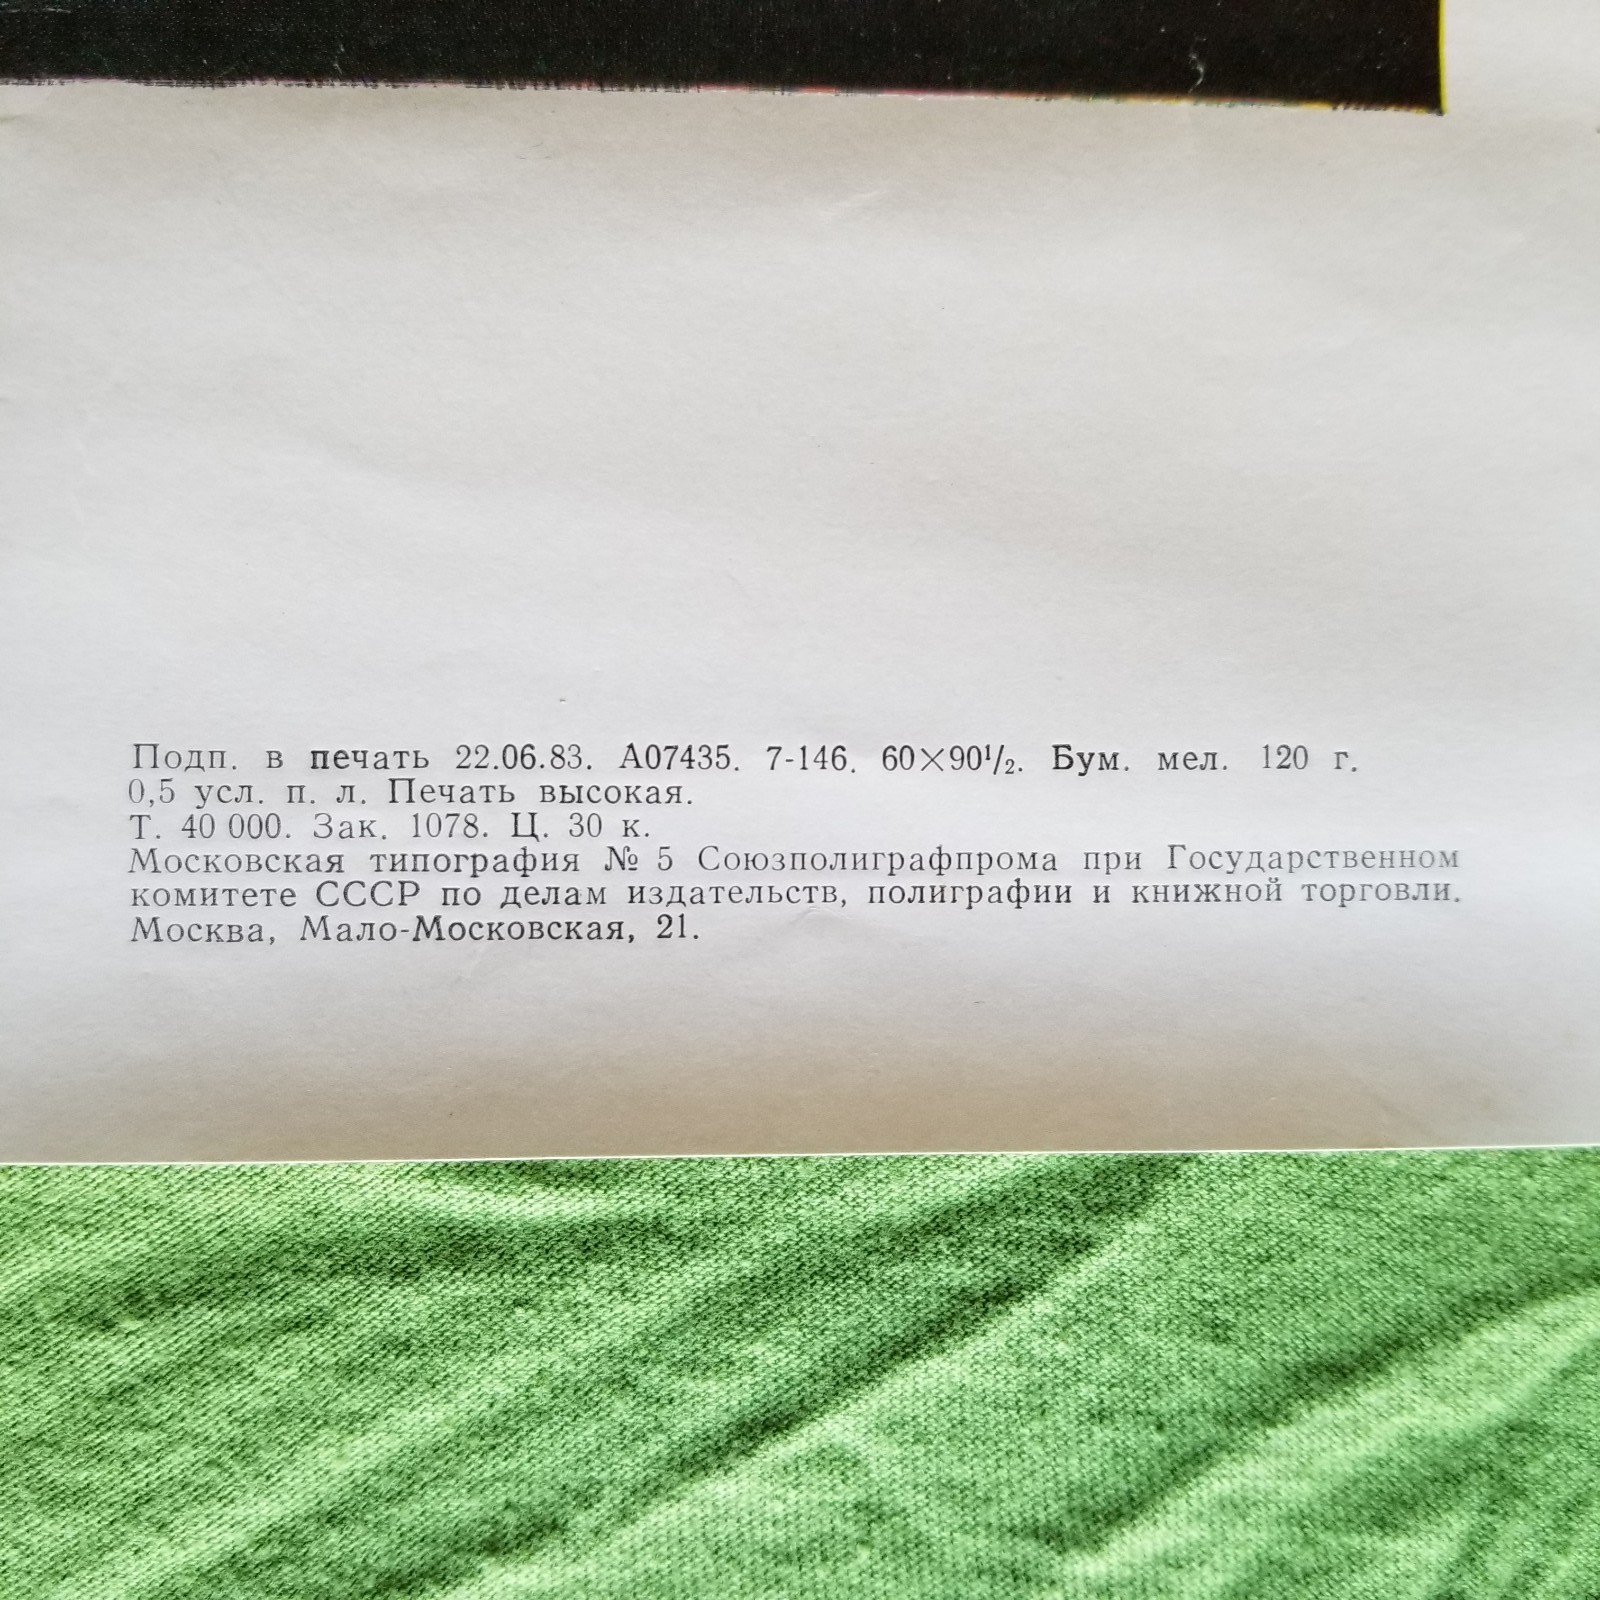 Подп. в печать 22.06.83. А07435. 7-146. 60×90¹/₂. Бум. мел. 120 г.
0,5 усл. п. л. Печать высокая.
Т. 40 000. Зак. 1078. Ц. 30 к.
Московская типография № 5 Союзполиграфпрома при Государственном
комитете СССР по делам издательств, полиграфии и книжной торговли.
Москва, Мало-Московская, 21.